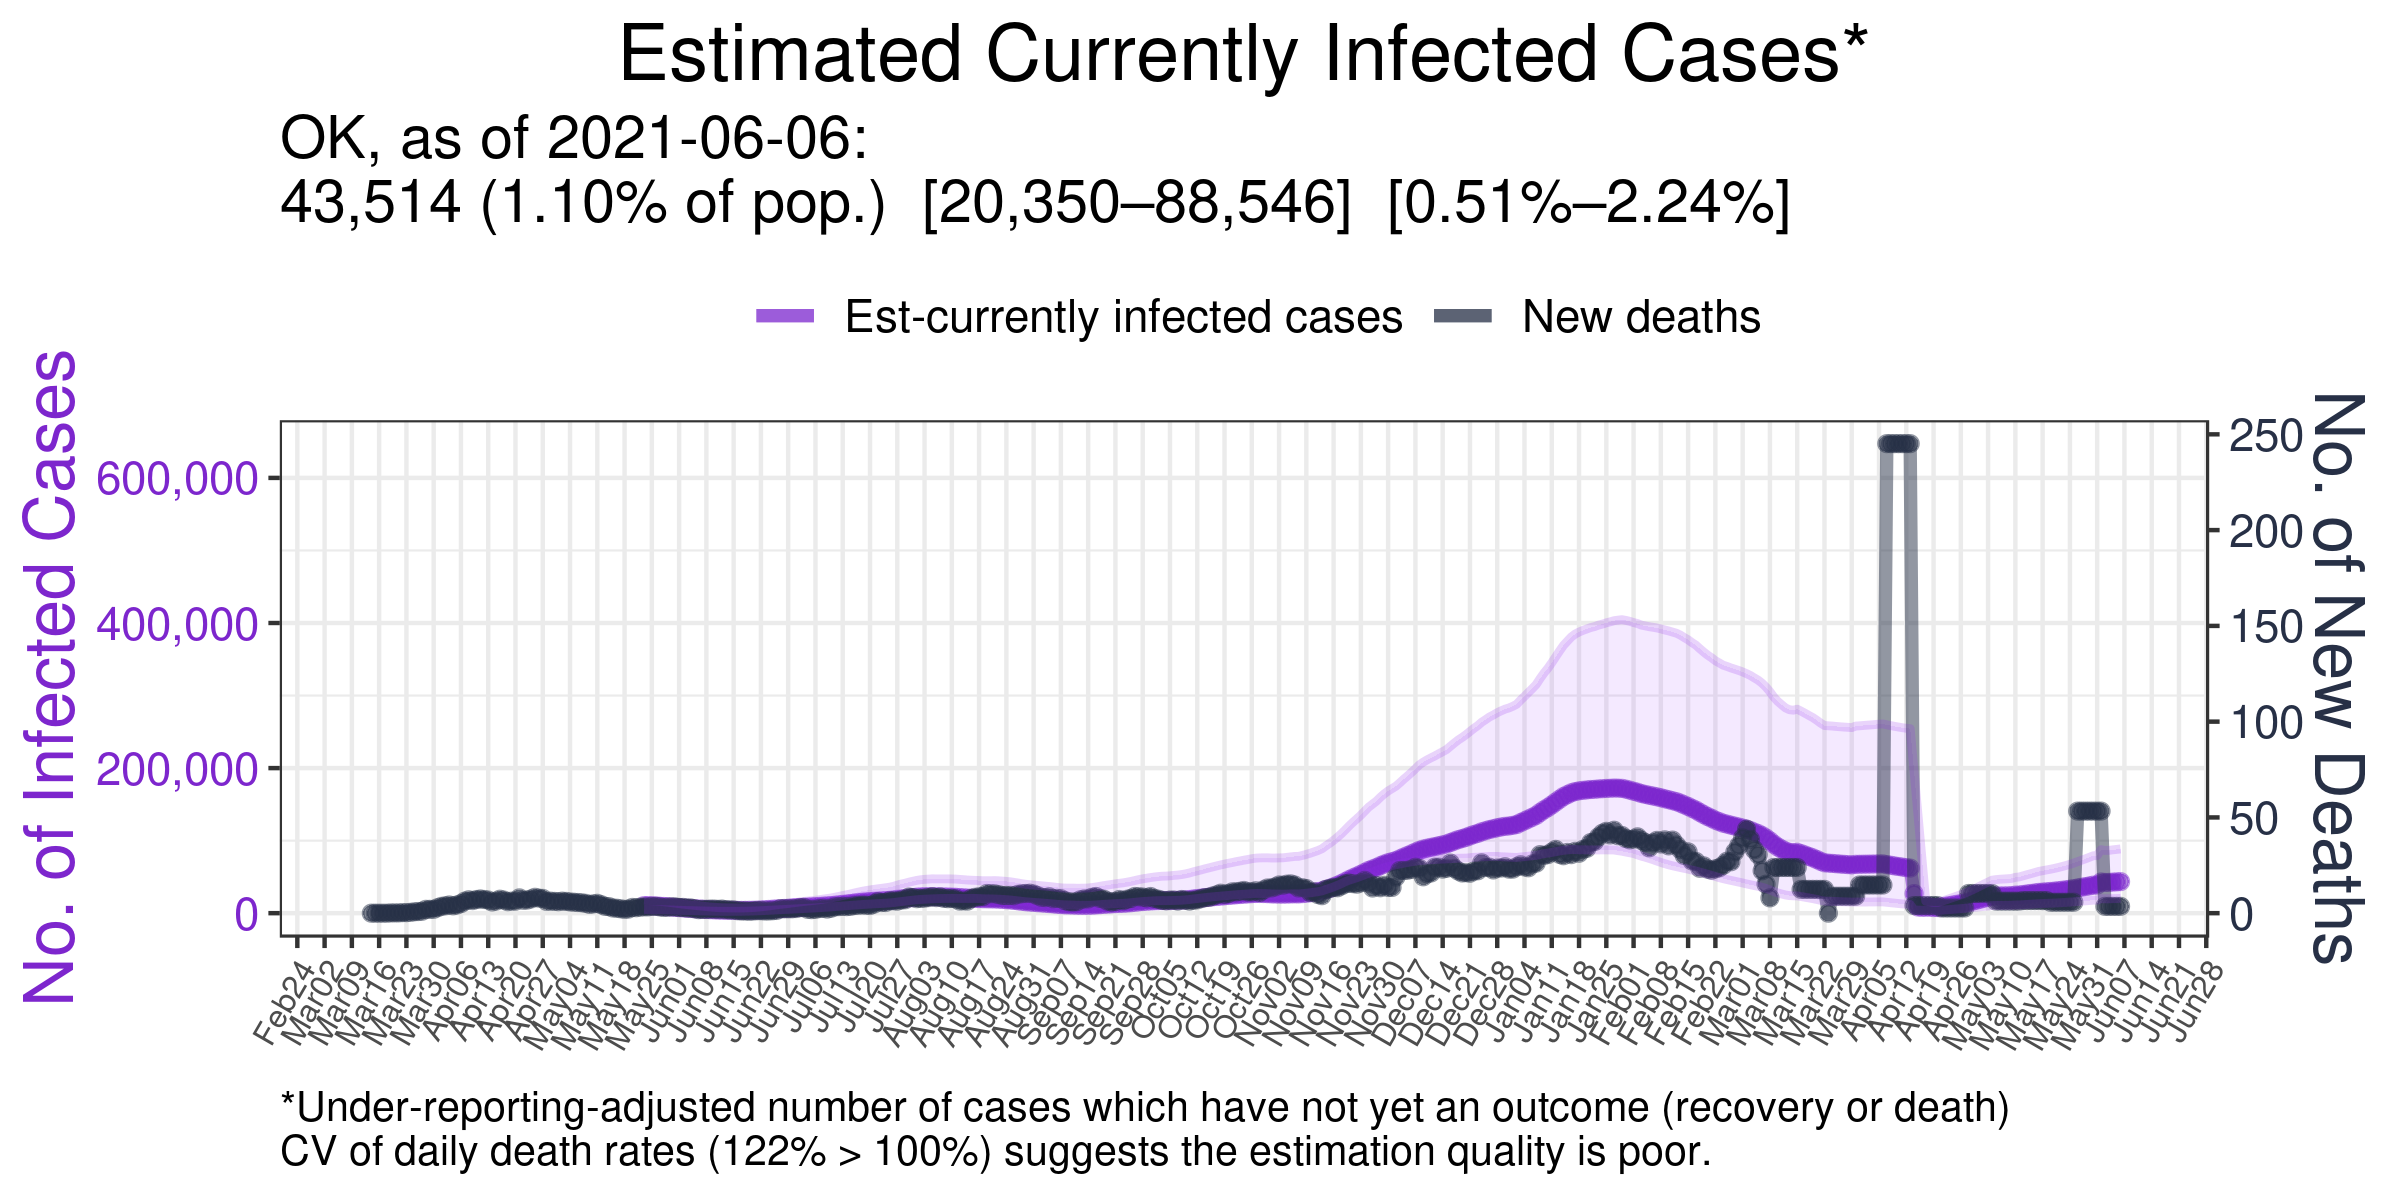 Estimated Currently Infected Cases*
OK, as of 2021-06-06:
43,514 (1.10% of pop.)  [20,350–88,546]  [0.51%–2.24%]
Est-currently infected cases
New deaths
No. of Infected Cases
600,000
400,000
200,000
0
250
200
150
100
50
0
No. of New Deaths
Feb24
Mar02
Mar09
Mar16
Mar23
Mar30
Apr06
Apr13
Apr20
Apr27
May04
May11
May18
May25
Jun01
Jun08
Jun15
Jun22
Jun29
Jul06
Jul13
Jul20
Jul27
Aug03
Aug10
Aug17
Aug24
Aug31
Sep07
Sep14
Sep21
Sep28
Oct05
Oct12
Oct19
Oct26
Nov02
Nov09
Nov16
Nov23
Nov30
Dec07
Dec14
Dec21
Dec28
Jan04
Jan11
Jan18
Jan25
Feb01
Feb08
Feb15
Feb22
Mar01
Mar08
Mar15
Mar22
Mar29
Apr05
Apr12
Apr19
Apr26
May03
May10
May17
May24
May31
Jun07
Jun14
Jun21
Jun28
*Under-reporting-adjusted number of cases which have not yet an outcome (recovery or death)
CV of daily death rates (122% > 100%) suggests the estimation quality is poor.